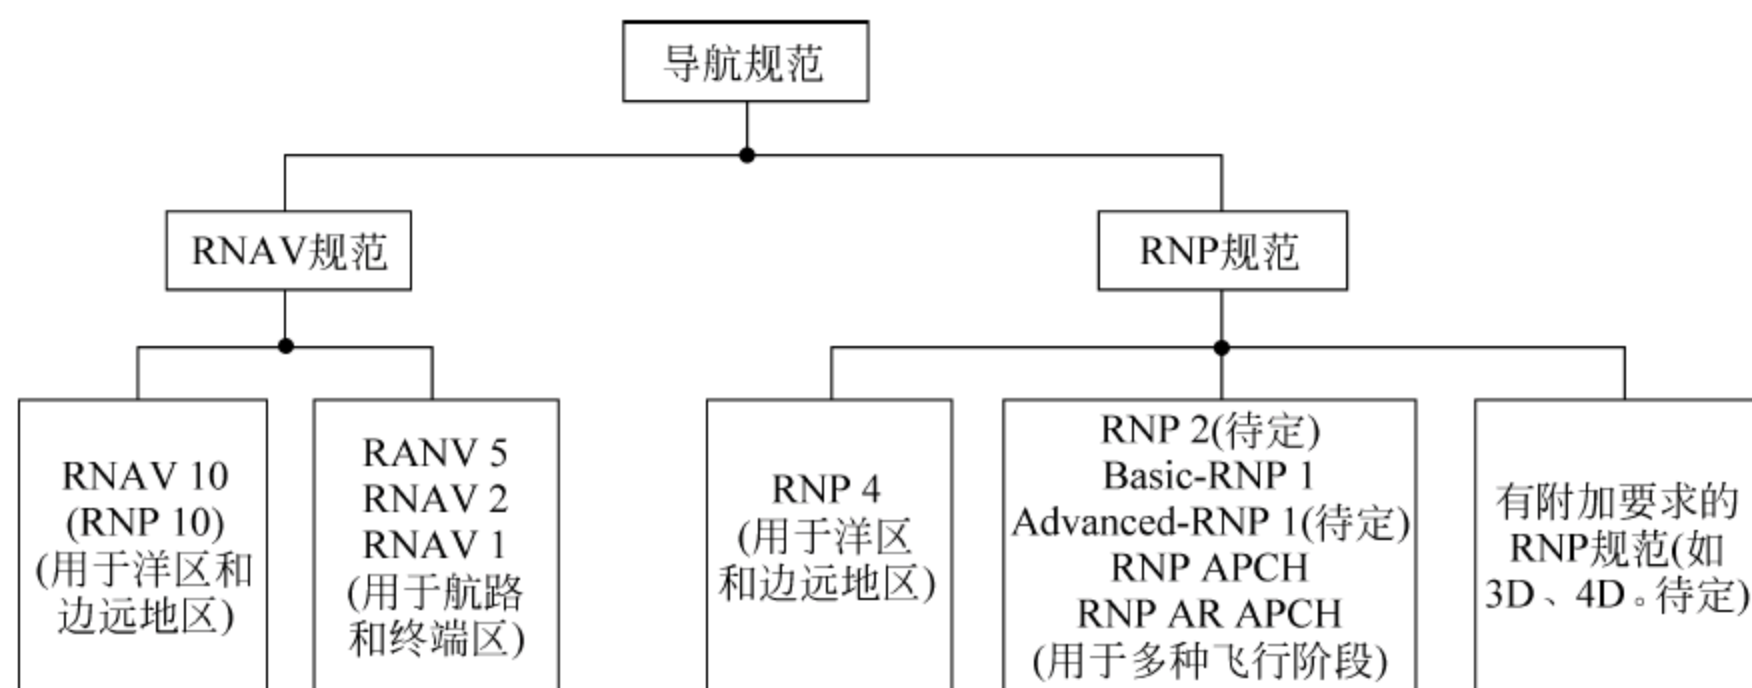 导航规范
RNAV规范
RNP规范
RNAV 10
(RNP 10)
(用于洋区和
边远地区)
RANV 5
RNAV 2
RNAV 1
(用于航路
和终端区)
RNP 4
(用于洋区
和边远地区)
RNP 2(待定)
Basic-RNP 1
Advanced-RNP 1(待定)
RNP APCH
RNP AR APCH
(用于多种飞行阶段)
有附加要求的
RNP规范(如
3D、4D。待定)